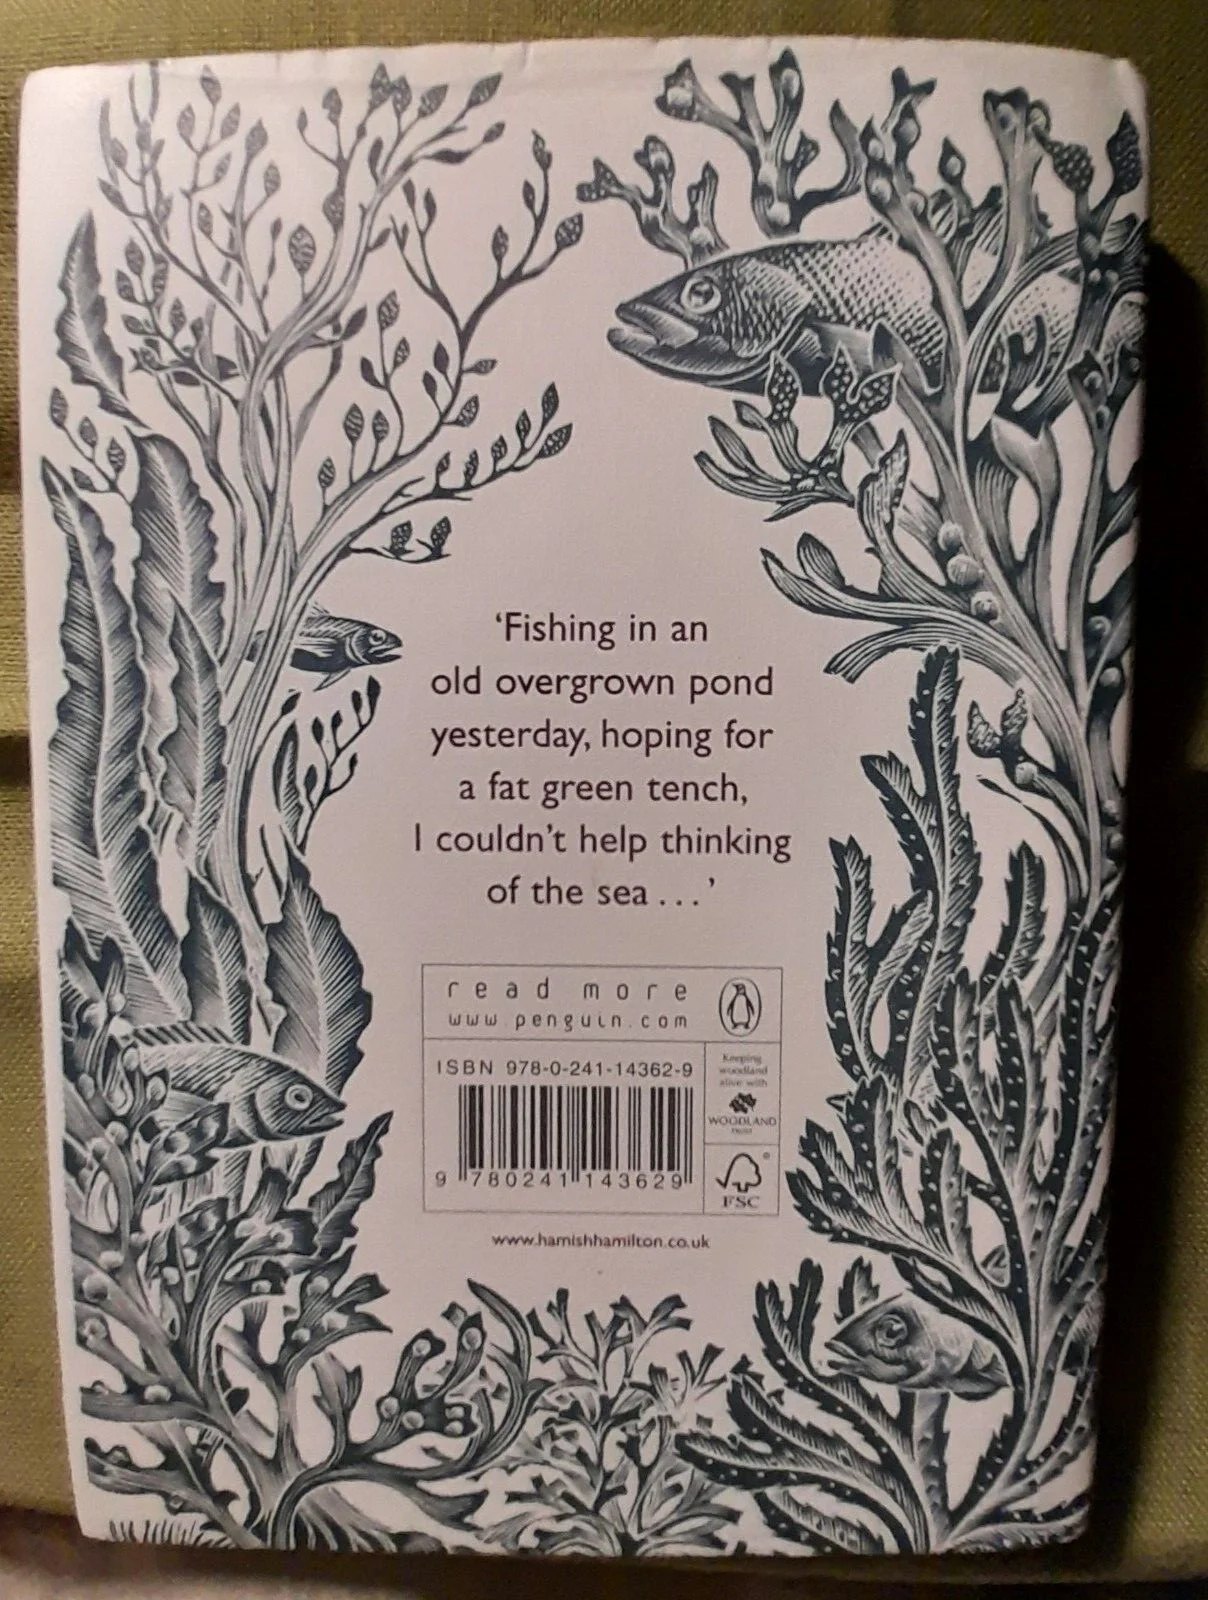 ‘Fishing in an
old overgrown pond
yesterday, hoping for
a fat green tench,
I couldn’t help thinking
of the sea . . . ’
read more
www.penguin.com
ISBN 978-0-241-14362-9
Keeping
woodland
alive with
WOODLAND
TRUST
9 780241 143629
FSC
www.hamishhamilton.co.uk